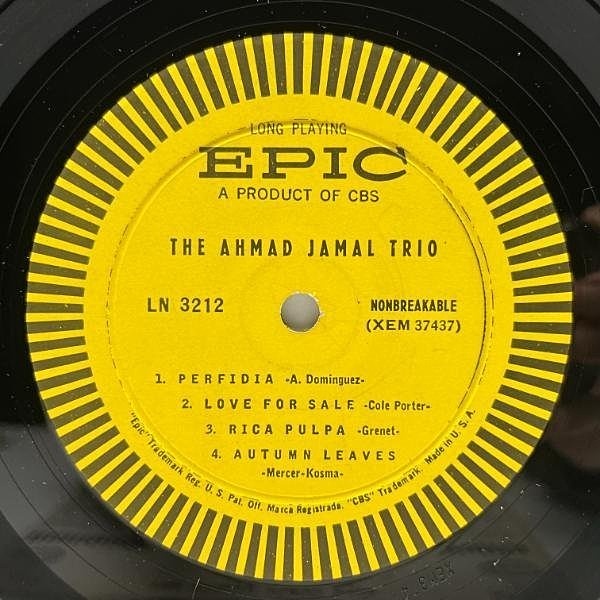 LONG PLAYING
EPIC
A PRODUCT OF CBS
THE AHMAD JAMAL TRIO
LN 3212
NONBREAKABLE
(XEM 37437)
1. PERFIDIA -A. Dominguez-
2. LOVE FOR SALE -Cole Porter-
3. RICA PULPA -Grenet-
4. AUTUMN LEAVES
-Mercer-Kosma-
"Epic" Trademark Reg. U. S. Pat. Off. Marca Registrada. "CBS" Trademark. Made in U. S. A.